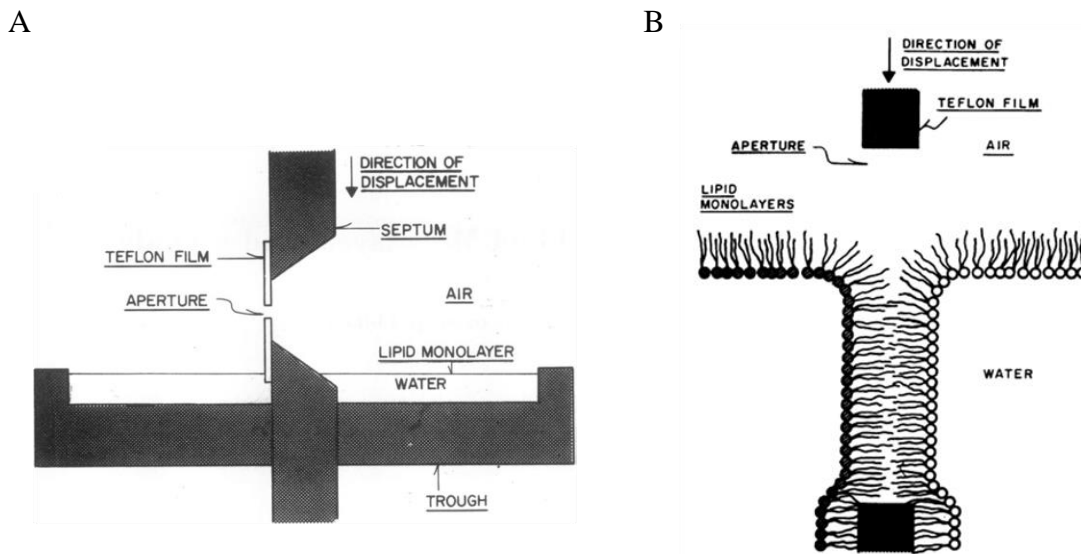 A
DIRECTION OF
DISPLACEMENT
SEPTUM
TEFLON FILM
APERTURE
AIR
LIPID MONOLAYER
WATER
TROUGH
B
DIRECTION OF
DISPLACEMENT
TEFLON FILM
APERTURE
AIR
LIPID
MONOLAYERS
WATER